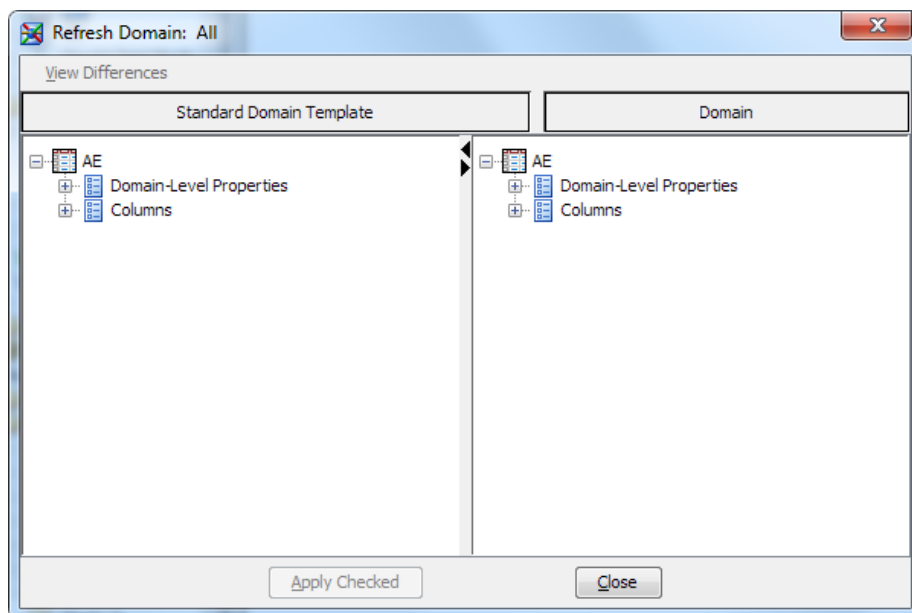 Refresh Domain: All
View Differences
Standard Domain Template
Domain
AE
Domain-Level Properties
Columns
AE
Domain-Level Properties
Columns
Apply Checked
Close